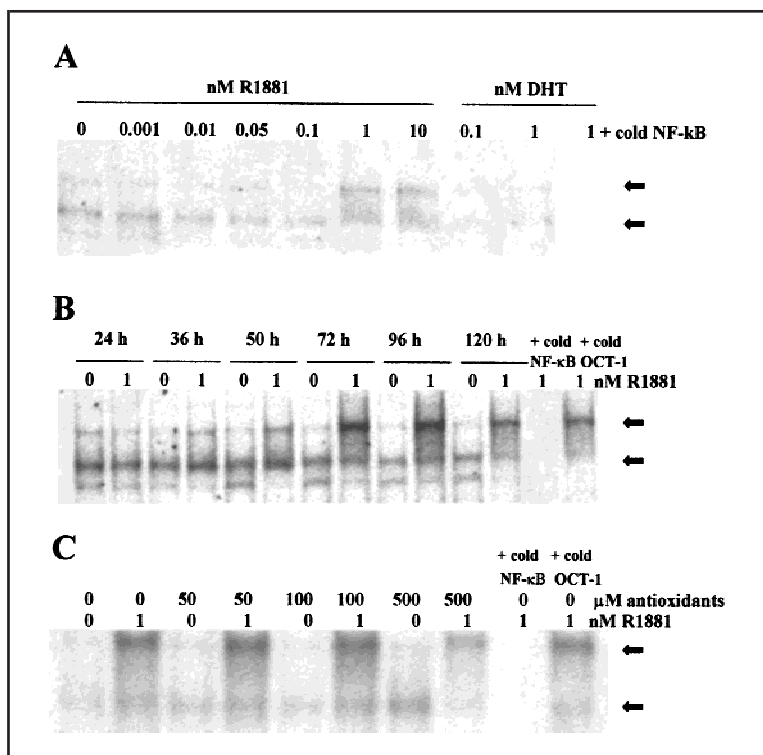 A
nM R1881 nM DHT
0 0.001 0.01 0.05 0.1 1 10 0.1 1 1 + cold NF-kB
B
24 h 36 h 50 h 72 h 96 h 120 h + cold + cold
NF-κB OCT-1
0 1 0 1 0 1 0 1 0 1 0 1 1 1 nM R1881
C
+ cold + cold
NF-κB OCT-1
0 0 50 50 100 100 500 500 0 0 μM antioxidants
0 1 0 1 0 1 0 1 1 1 nM R1881